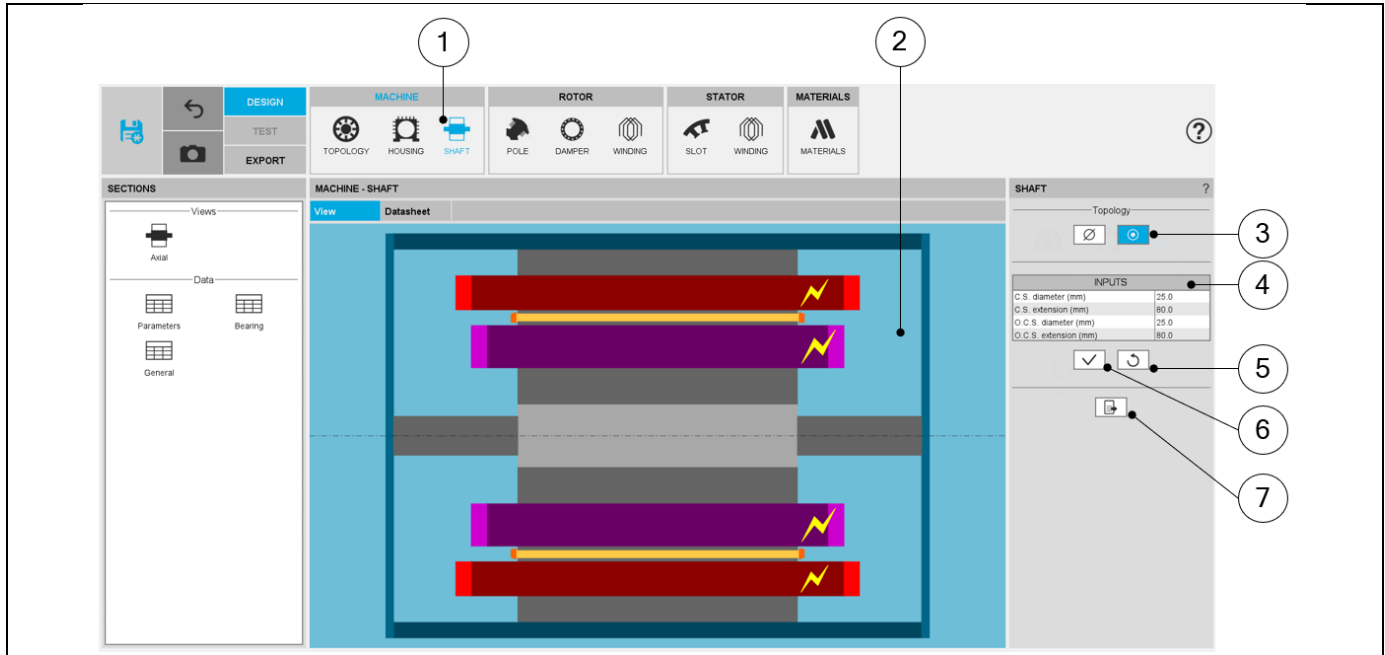 1
2
DESIGN
TEST
EXPORT
MACHINE
ROTOR
STATOR
MATERIALS
TOPOLOGY
HOUSING
SHAFT
POLE
DAMPER
WINDING
SLOT
WINDING
MATERIALS
?
SECTIONS
MACHINE - SHAFT
SHAFT ?
Views
View Datasheet
Topology
Axial
Ø
3
Data
INPUTS
4
C.S. diameter (mm) 25.0
C.S. extension (mm) 80.0
O.C.S. diameter (mm) 25.0
O.C.S. extension (mm) 80.0
Parameters
Bearing
General
5
6
7